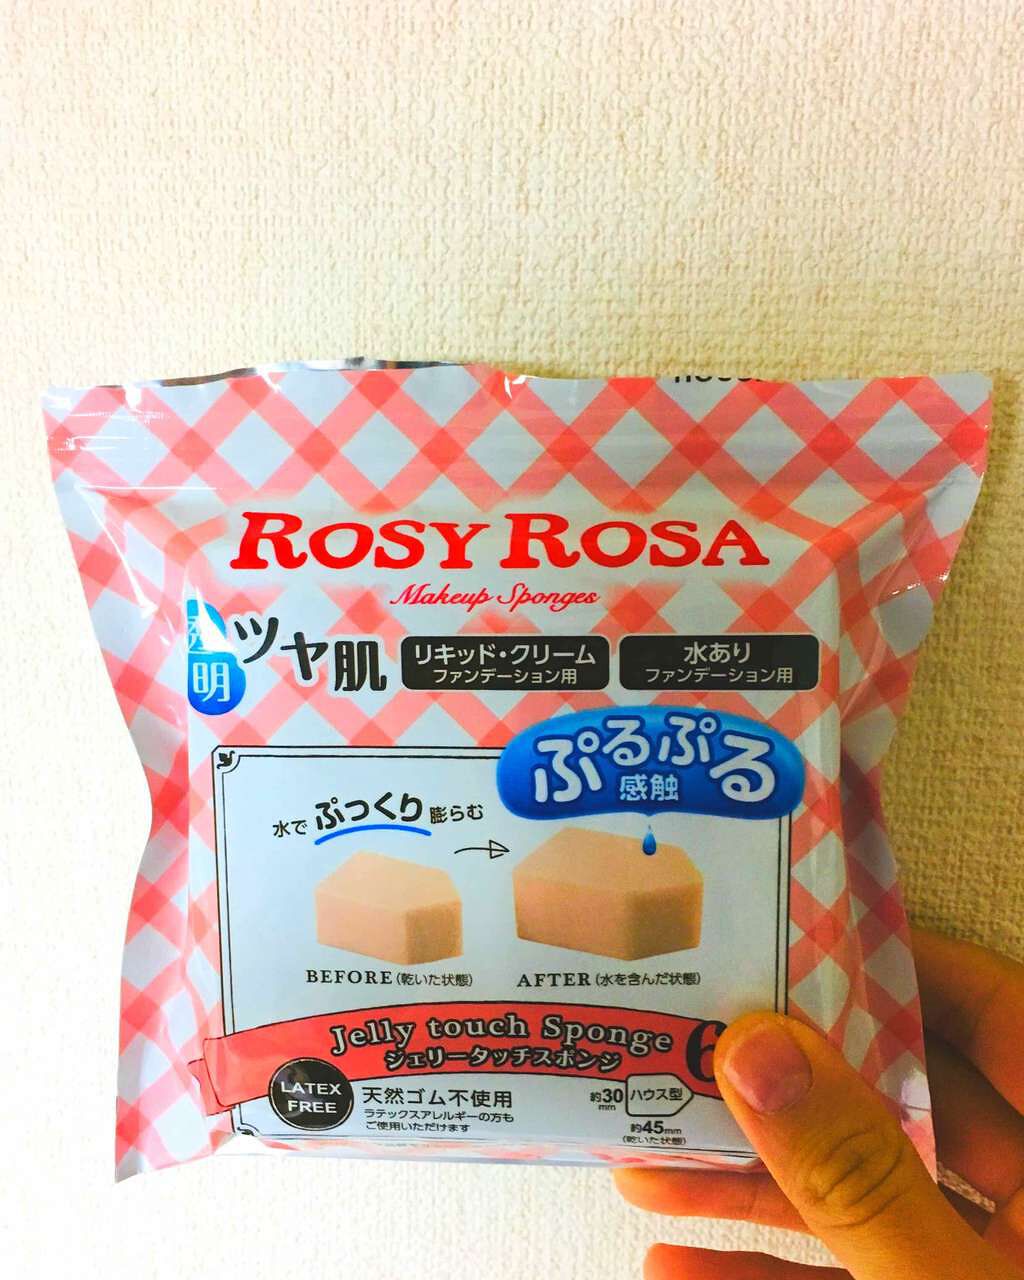 ROSY ROSA
Makeup Sponges
透明
ツヤ肌
リキッド・クリーム
ファンデーション用
水あり
ファンデーション用
ぷるぷる
感触
水でぷっくり膨らむ
BEFORE (乾いた状態)
AFTER (水を含んだ状態)
Jelly touch Sponge
ジェリータッチスポンジ
6
LATEX
FREE
天然ゴム不使用
ラテックスアレルギーの方も
ご使用いただけます
約30mm
ハウス型
約45mm
(乾いた状態)